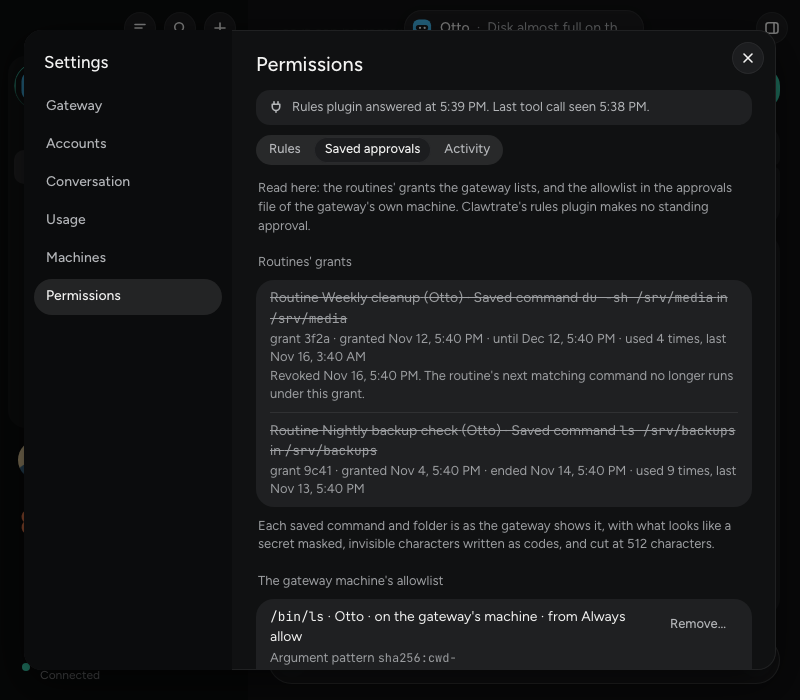 Otto · Disk almost full on th
Settings
Gateway
Accounts
Conversation
Usage
Machines
Permissions
Permissions
Rules plugin answered at 5:39 PM. Last tool call seen 5:38 PM.
Rules
Saved approvals
Activity
Read here: the routines' grants the gateway lists, and the allowlist in the approvals
file of the gateway's own machine. Clawtrate's rules plugin makes no standing
approval.
Routines' grants
Routine Weekly cleanup (Otto) · Saved command du -sh /srv/media in
/srv/media
grant 3f2a · granted Nov 12, 5:40 PM · until Dec 12, 5:40 PM · used 4 times, last
Nov 16, 3:40 AM
Revoked Nov 16, 5:40 PM. The routine's next matching command no longer runs
under this grant.
Routine Nightly backup check (Otto) · Saved command ls /srv/backups
in /srv/backups
grant 9c41 · granted Nov 4, 5:40 PM · ended Nov 14, 5:40 PM · used 9 times, last
Nov 13, 5:40 PM
Each saved command and folder is as the gateway shows it, with what looks like a
secret masked, invisible characters written as codes, and cut at 512 characters.
The gateway machine's allowlist
/bin/ls · Otto · on the gateway's machine · from Always
allow
Remove...
Argument pattern sha256:cwd-
Connected